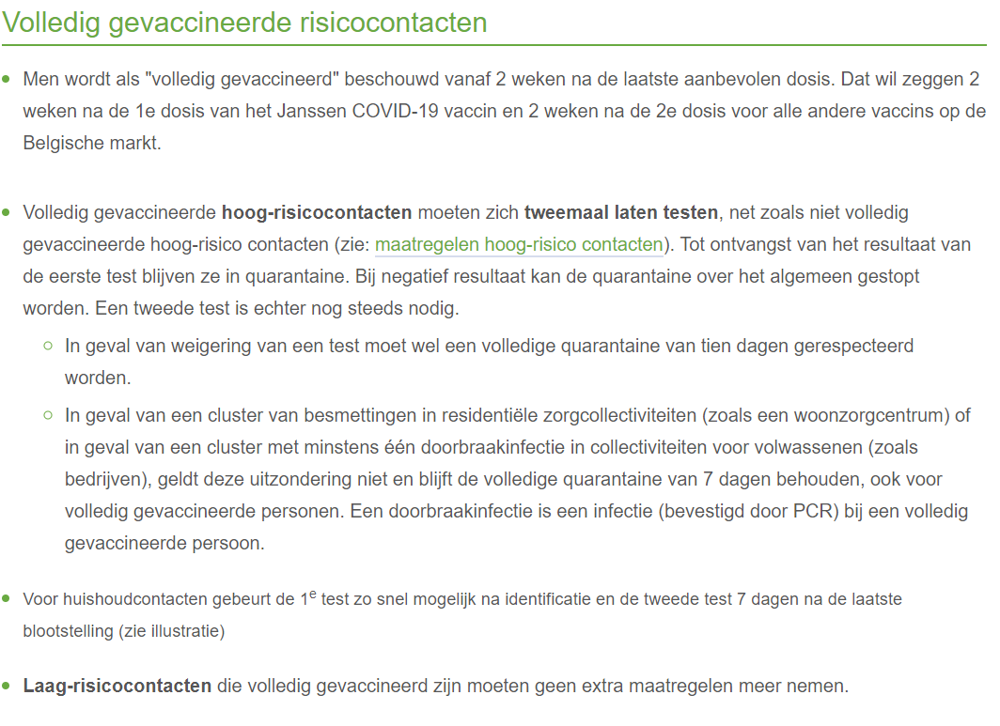 Volledig gevaccineerde risicocontacten
Men wordt als "volledig gevaccineerd" beschouwd vanaf 2 weken na de laatste aanbevolen dosis. Dat wil zeggen 2
weken na de 1e dosis van het Janssen COVID-19 vaccin en 2 weken na de 2e dosis voor alle andere vaccins op de
Belgische markt.
Volledig gevaccineerde hoog-risicocontacten moeten zich tweemaal laten testen, net zoals niet volledig
gevaccineerde hoog-risico contacten (zie: maatregelen hoog-risico contacten). Tot ontvangst van het resultaat van
de eerste test blijven ze in quarantaine. Bij negatief resultaat kan de quarantaine over het algemeen gestopt
worden. Een tweede test is echter nog steeds nodig.
In geval van weigering van een test moet wel een volledige quarantaine van tien dagen gerespecteerd
worden.
In geval van een cluster van besmettingen in residentiële zorgcollectiviteiten (zoals een woonzorgcentrum) of
in geval van een cluster met minstens één doorbraakinfectie in collectiviteiten voor volwassenen (zoals
bedrijven), geldt deze uitzondering niet en blijft de volledige quarantaine van 7 dagen behouden, ook voor
volledig gevaccineerde personen. Een doorbraakinfectie is een infectie (bevestigd door PCR) bij een volledig
gevaccineerde persoon.
Voor huishoudcontacten gebeurt de 1e test zo snel mogelijk na identificatie en de tweede test 7 dagen na de laatste
blootstelling (zie illustratie)
Laag-risicocontacten die volledig gevaccineerd zijn moeten geen extra maatregelen meer nemen.